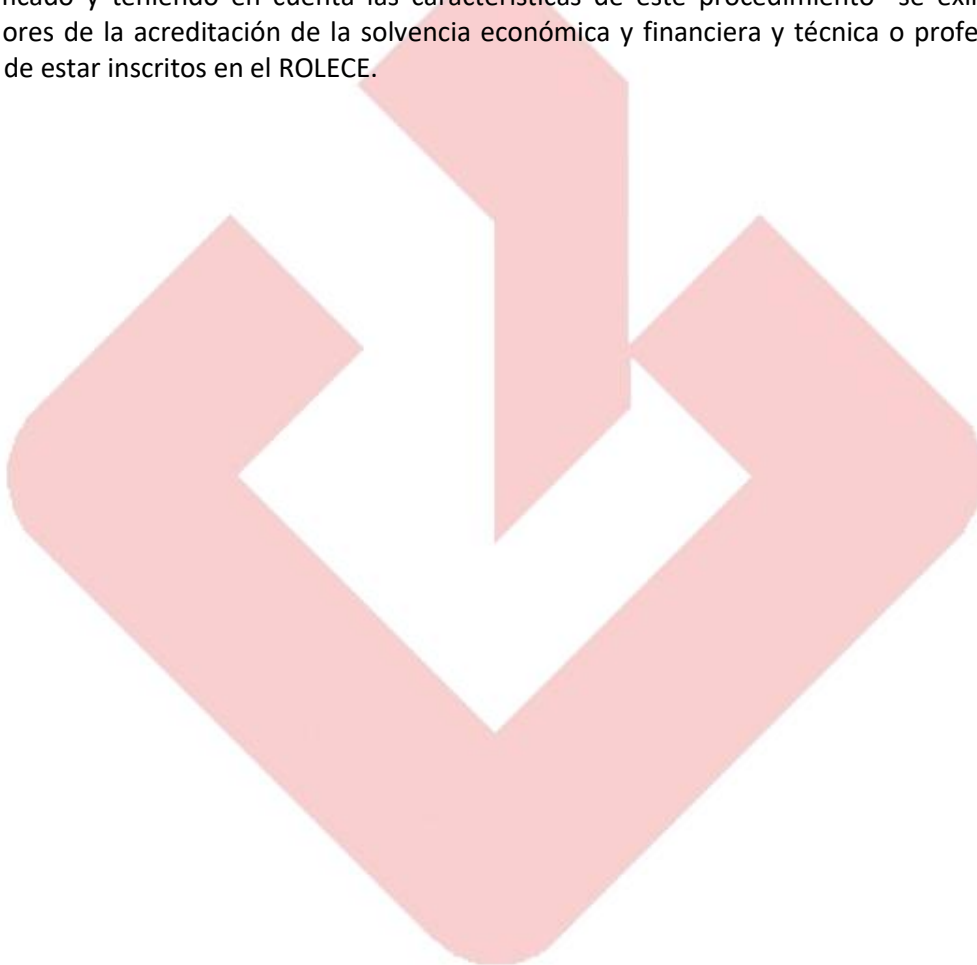 ficado y teniendo en cuenta las características de este procedimiento se exi
ores de la acreditación de la solvencia económica y financiera y técnica o profe
de estar inscritos en el ROLECE.